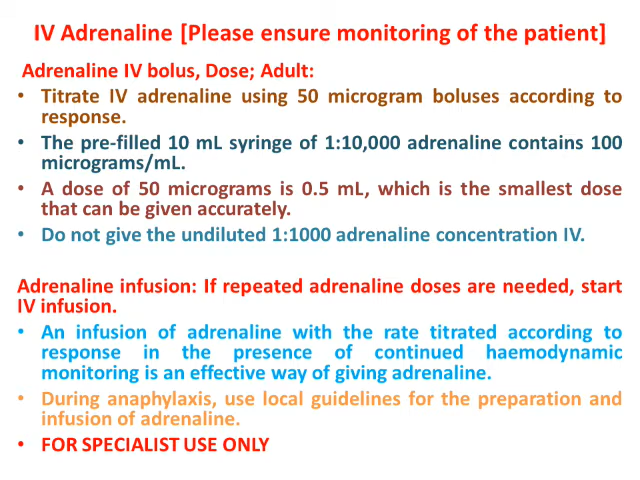 IV Adrenaline [Please ensure monitoring of the patient]
Adrenaline IV bolus, Dose; Adult:
• Titrate IV adrenaline using 50 microgram boluses according to
response.
• The pre-filled 10 mL syringe of 1:10,000 adrenaline contains 100
micrograms/mL.
• A dose of 50 micrograms is 0.5 mL, which is the smallest dose
that can be given accurately.
• Do not give the undiluted 1:1000 adrenaline concentration IV.
Adrenaline infusion: If repeated adrenaline doses are needed, start
IV infusion.
• An infusion of adrenaline with the rate titrated according to
response in the presence of continued haemodynamic
monitoring is an effective way of giving adrenaline.
• During anaphylaxis, use local guidelines for the preparation and
infusion of adrenaline.
• FOR SPECIALIST USE ONLY